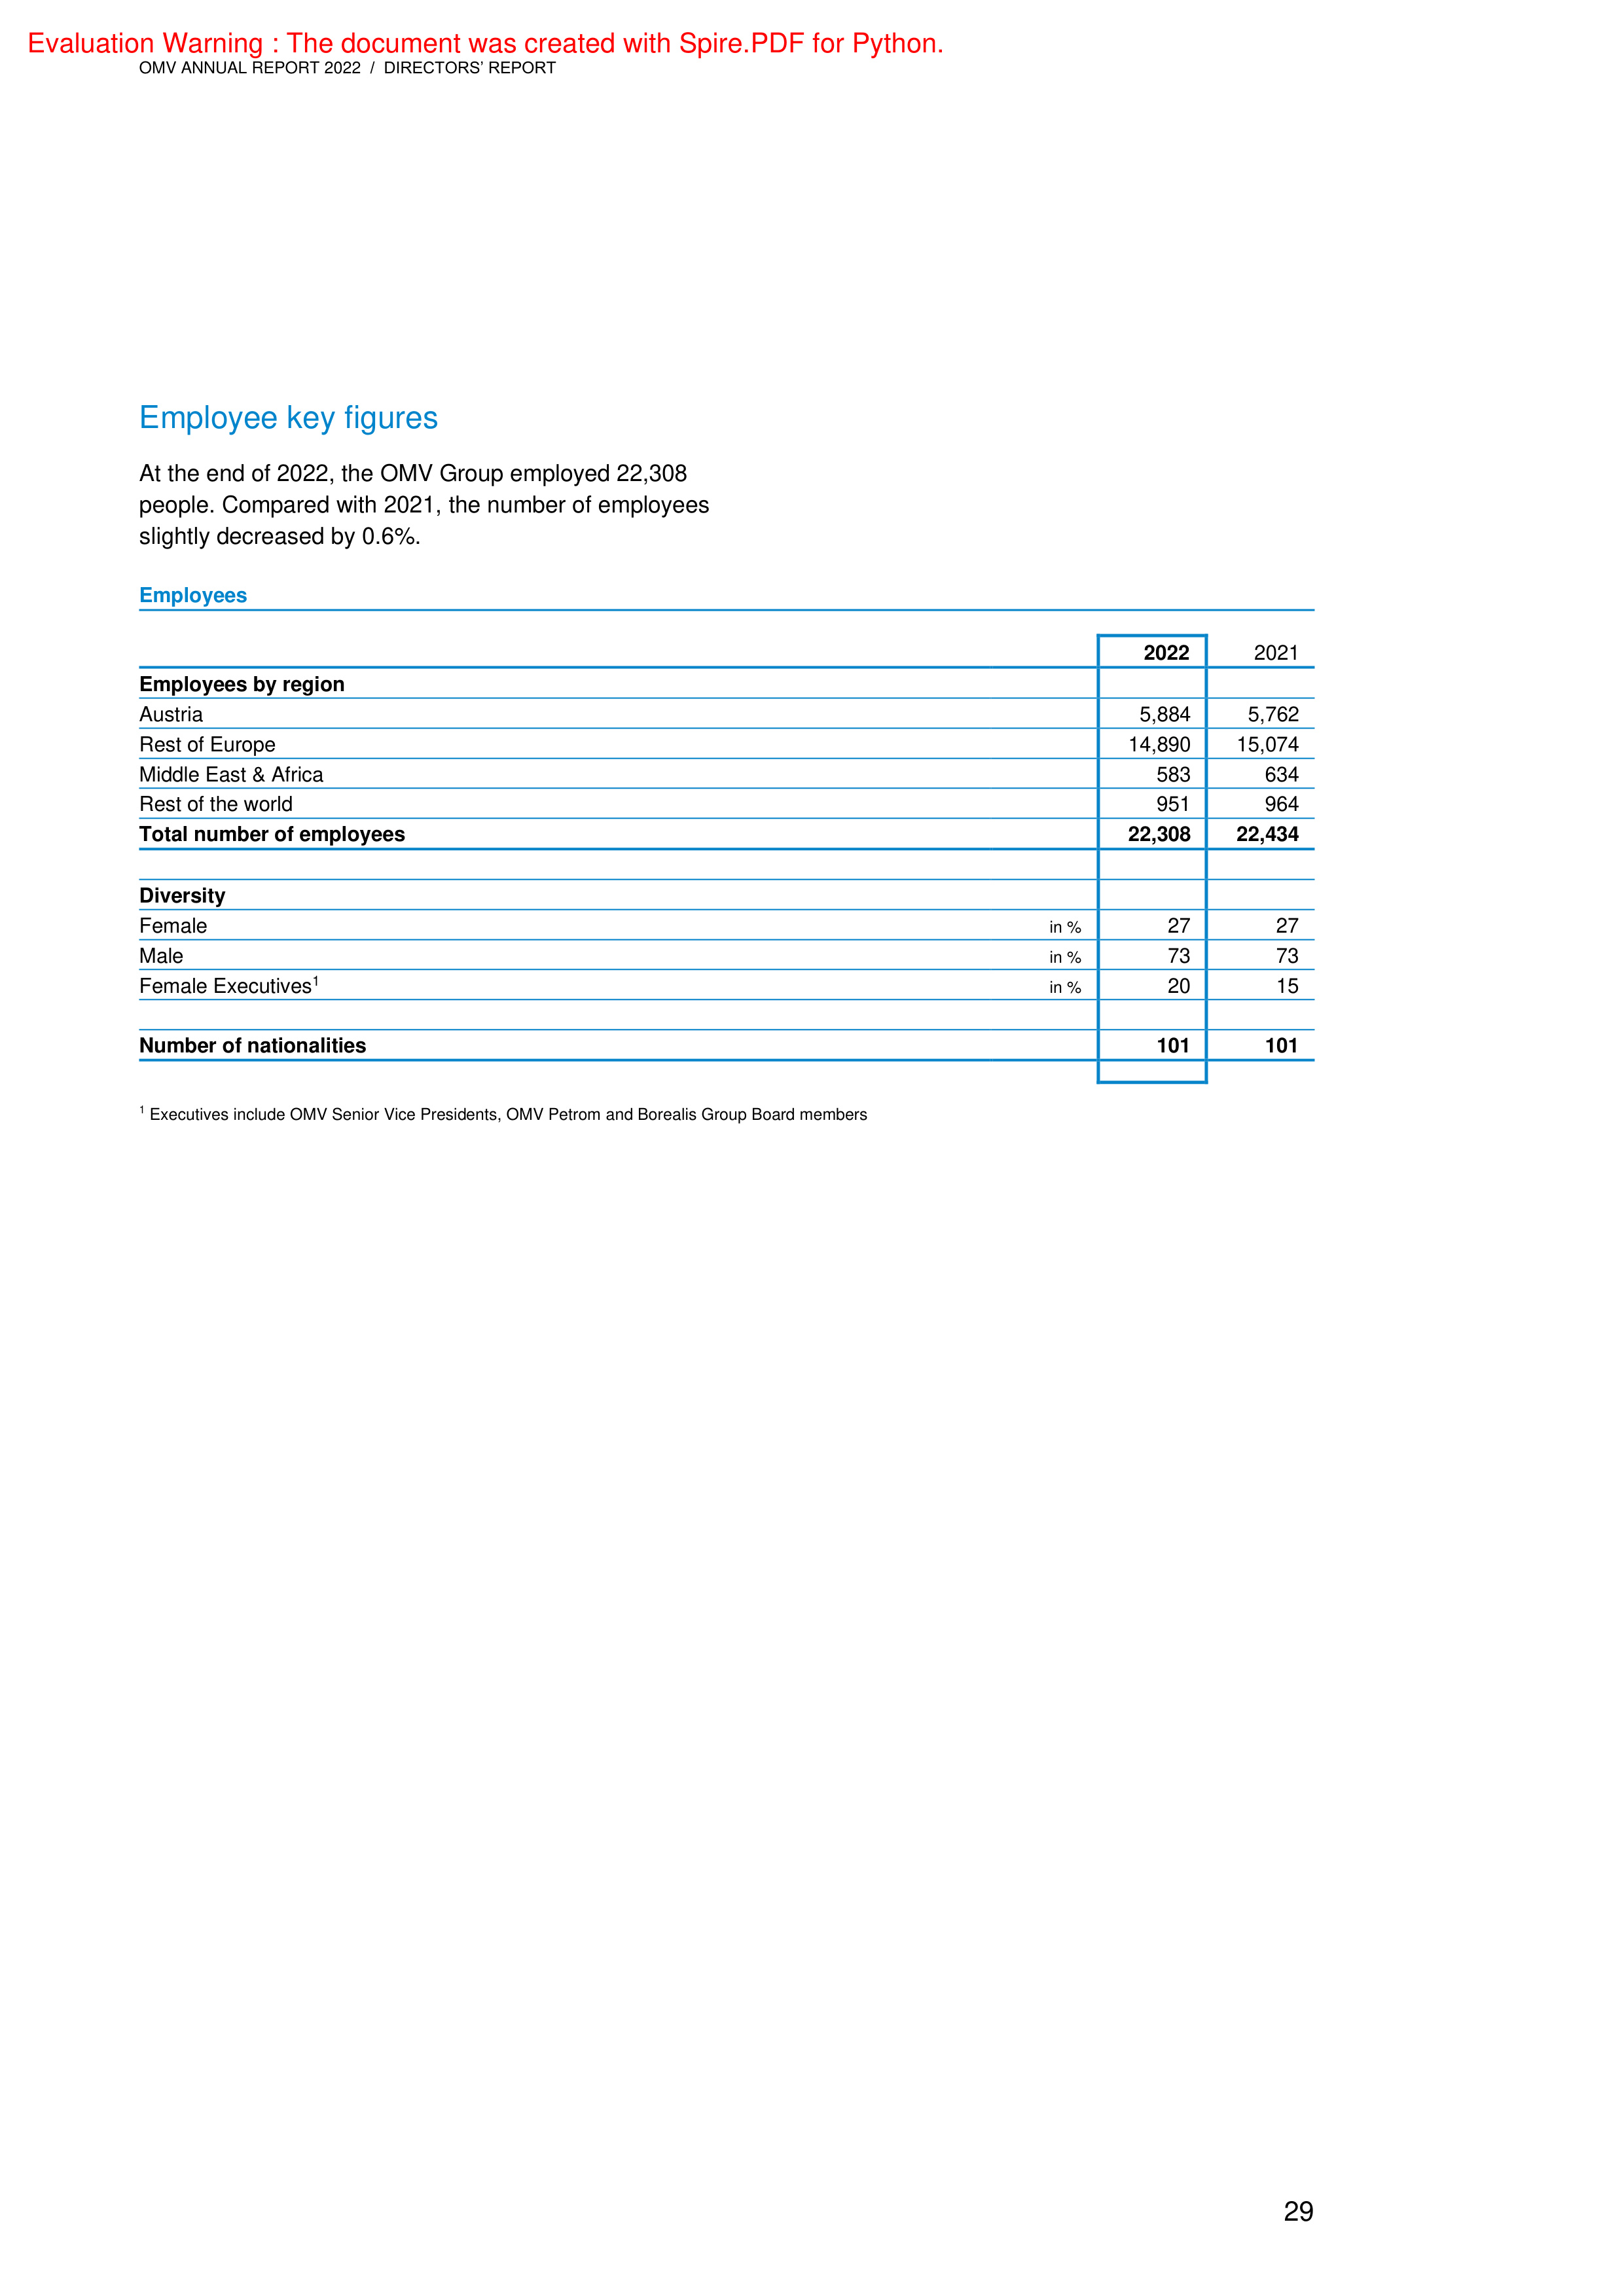 Evaluation Warning : The document was created with Spire.PDF for Python.
OMV ANNUAL REPORT 2022 / DIRECTORS’ REPORT
Employee key figures
At the end of 2022, the OMV Group employed 22,308
people. Compared with 2021, the number of employees
slightly decreased by 0.6%.
Employees
2022 2021
Employees by region
Austria 5,884 5,762
Rest of Europe 14,890 15,074
Middle East & Africa 583 634
Rest of the world 951 964
Total number of employees 22,308 22,434
Diversity
Female in % 27 27
Male in % 73 73
Female Executives¹ in % 20 15
Number of nationalities 101 101
¹ Executives include OMV Senior Vice Presidents, OMV Petrom and Borealis Group Board members
29